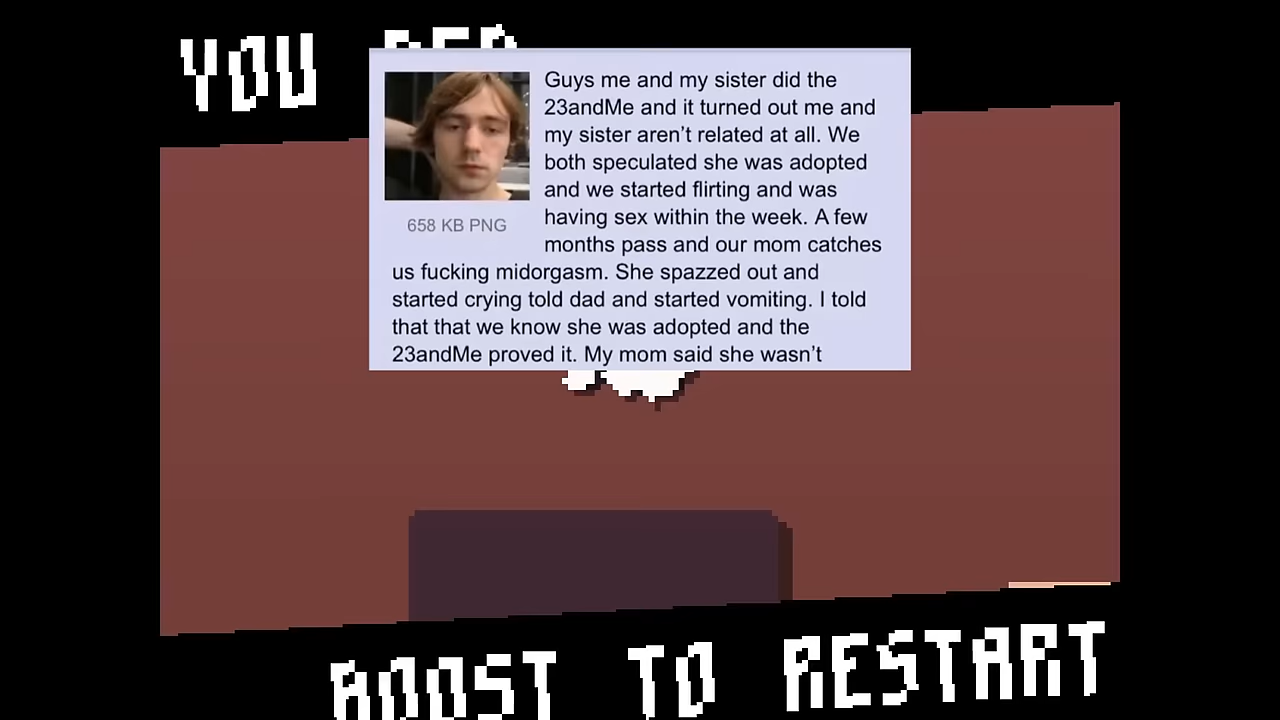 YOU DED
Guys me and my sister did the
23andMe and it turned out me and
my sister aren’t related at all. We
both speculated she was adopted
and we started flirting and was
having sex within the week. A few
months pass and our mom catches
us fucking midorgasm. She spazzed out and
started crying told dad and started vomiting. I told
that that we know she was adopted and the
23andMe proved it. My mom said she wasn’t
658 KB PNG
BOOST TO RESTART